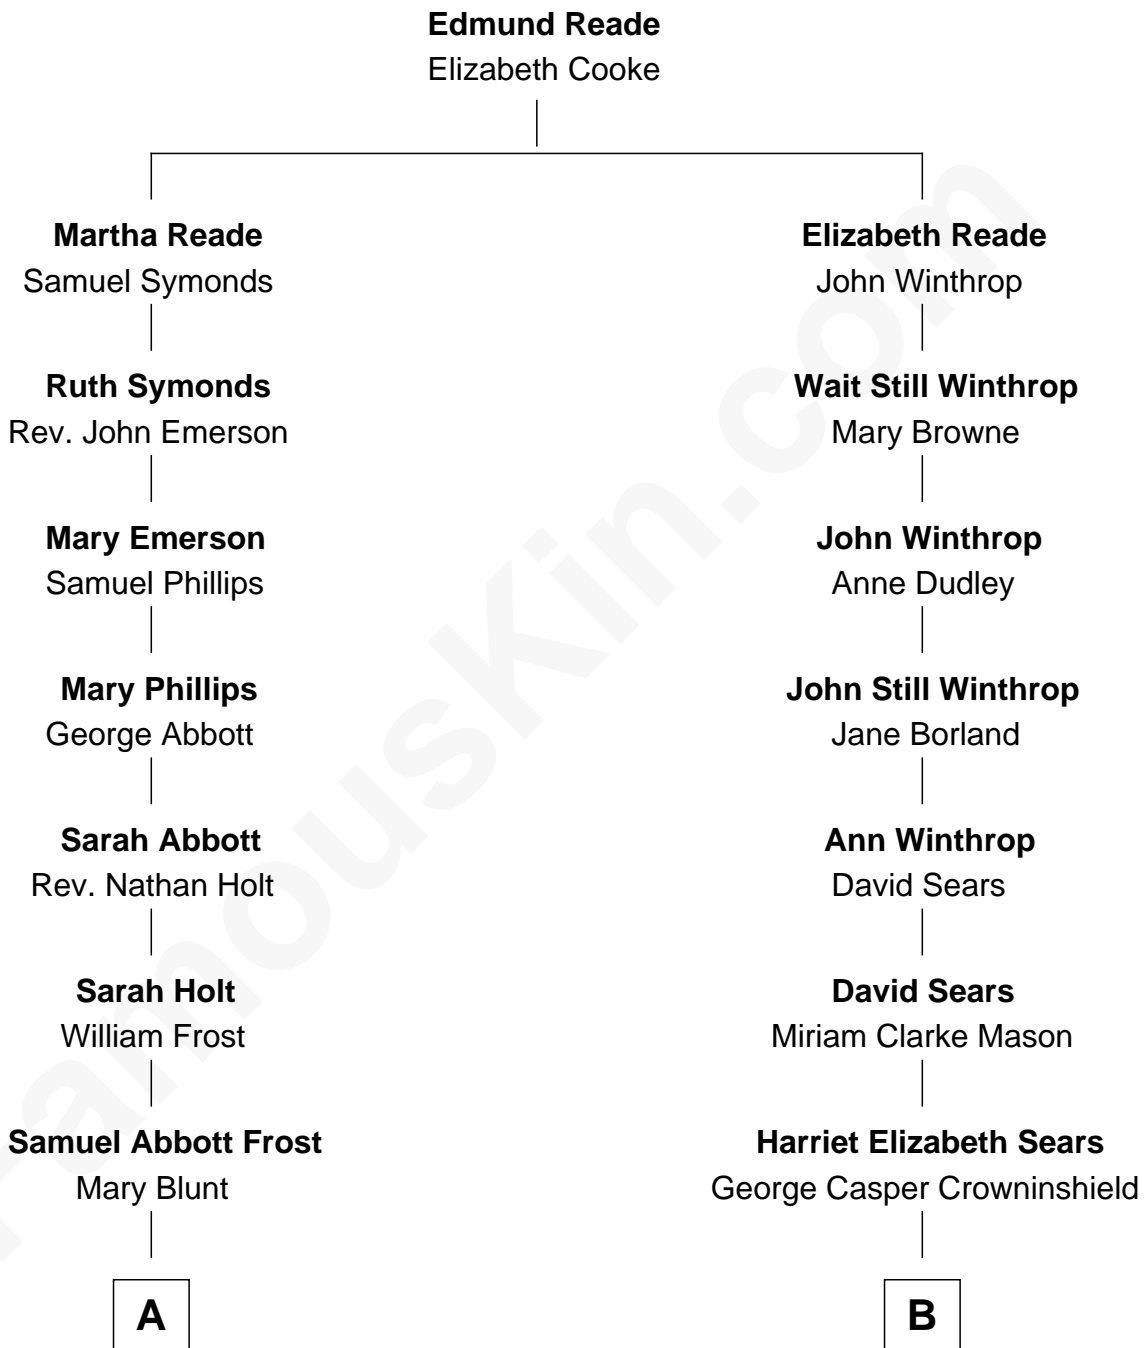 Edmund Reade
Elizabeth Cooke
Martha Reade
Samuel Symonds
Elizabeth Reade
John Winthrop
Ruth Symonds
Rev. John Emerson
Wait Still Winthrop
Mary Browne
Mary Emerson
Samuel Phillips
John Winthrop
Anne Dudley
Mary Phillips
George Abbott
John Still Winthrop
Jane Borland
Sarah Abbott
Rev. Nathan Holt
Ann Winthrop
David Sears
Sarah Holt
William Frost
David Sears
Miriam Clarke Mason
Samuel Abbott Frost
Mary Blunt
Harriet Elizabeth Sears
George Casper Crowninshield
A
B
FamousKin.com